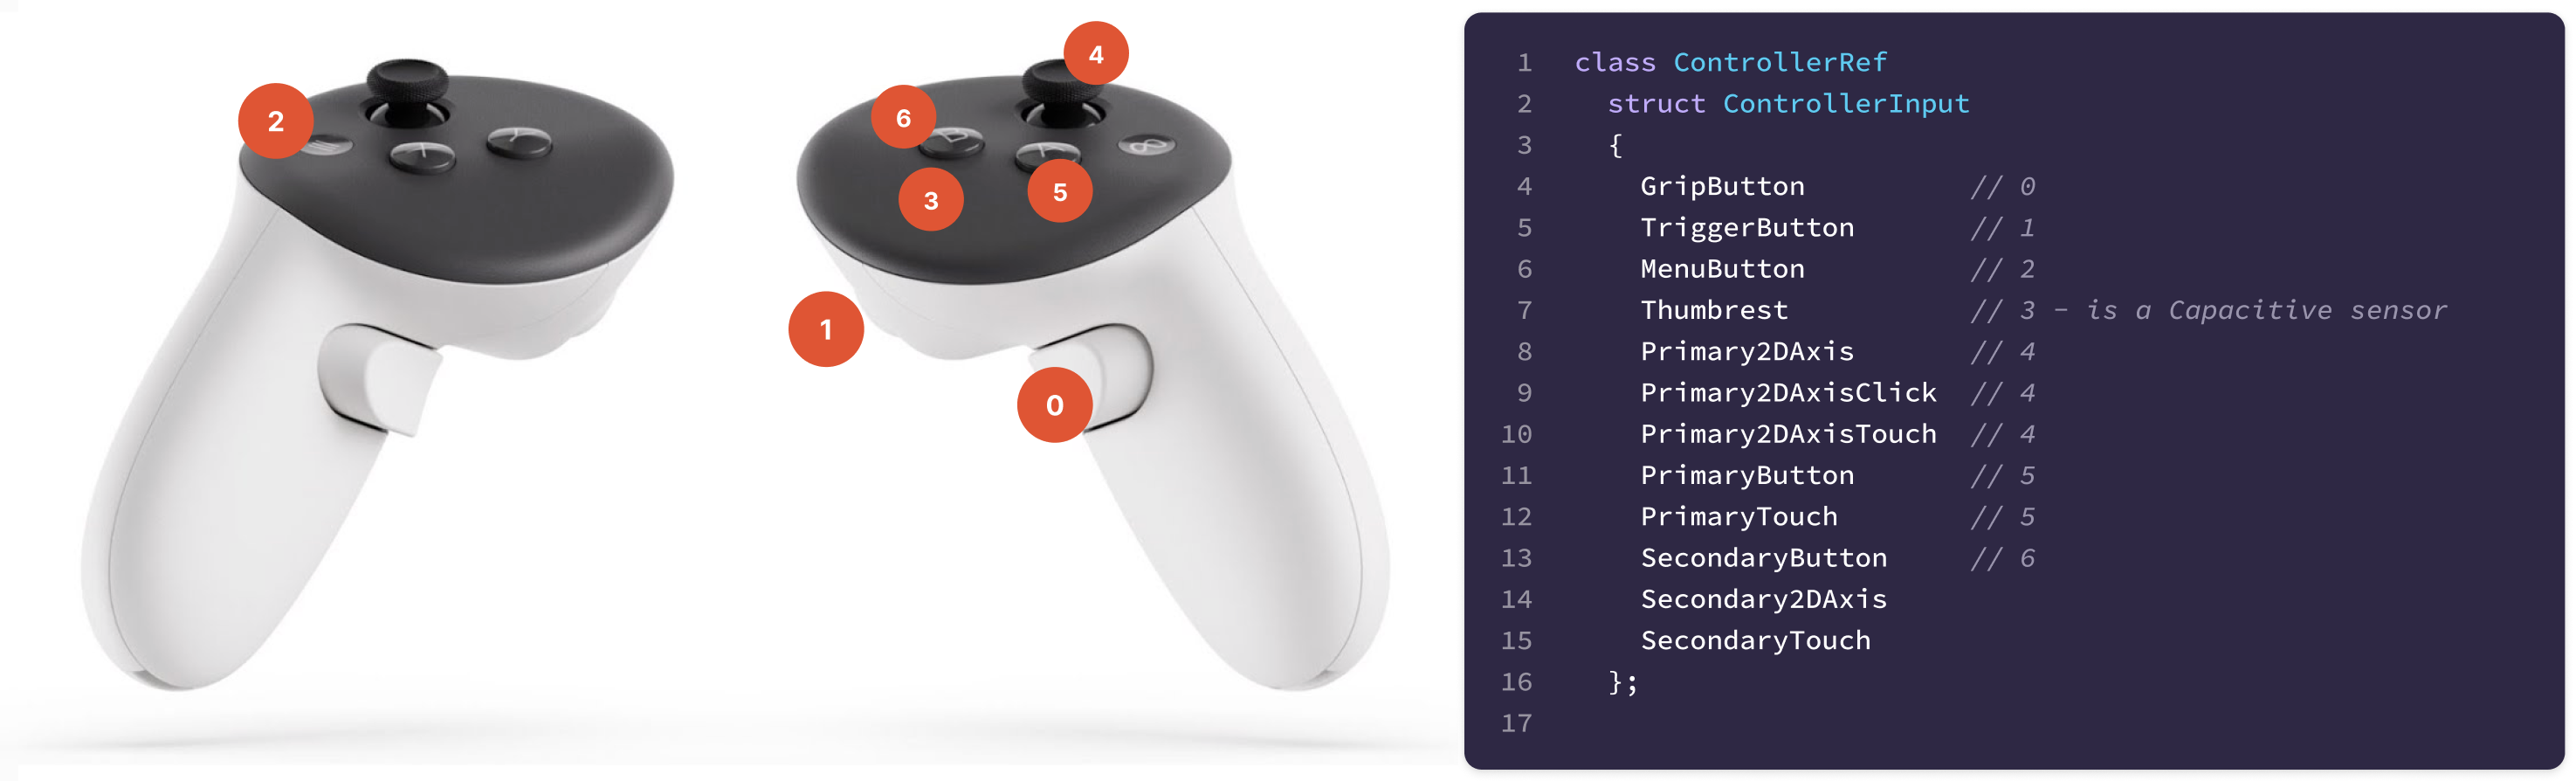 2
4
6
3
5
1
0
1 class ControllerRef
2 struct ControllerInput
3 {
4 GripButton // 0
5 TriggerButton // 1
6 MenuButton // 2
7 Thumbrest // 3 - is a Capacitive sensor
8 Primary2DAxis // 4
9 Primary2DAxisClick // 4
10 Primary2DAxisTouch // 4
11 PrimaryButton // 5
12 PrimaryTouch // 5
13 SecondaryButton // 6
14 Secondary2DAxis
15 SecondaryTouch
16 };
17